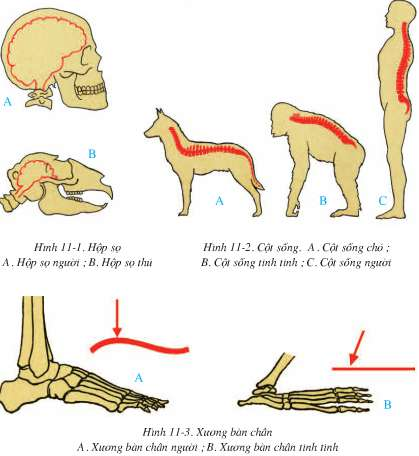 A
B
A
B
C
Hình 11-1. Hộp sọ
A. Hộp sọ người ; B. Hộp sọ thú
Hình 11-2. Cột sống. A. Cột sống chó ;
B. Cột sống tinh tinh ; C. Cột sống người
A
B
Hình 11-3. Xương bàn chân
A. Xương bàn chân người ; B. Xương bàn chân tinh tinh